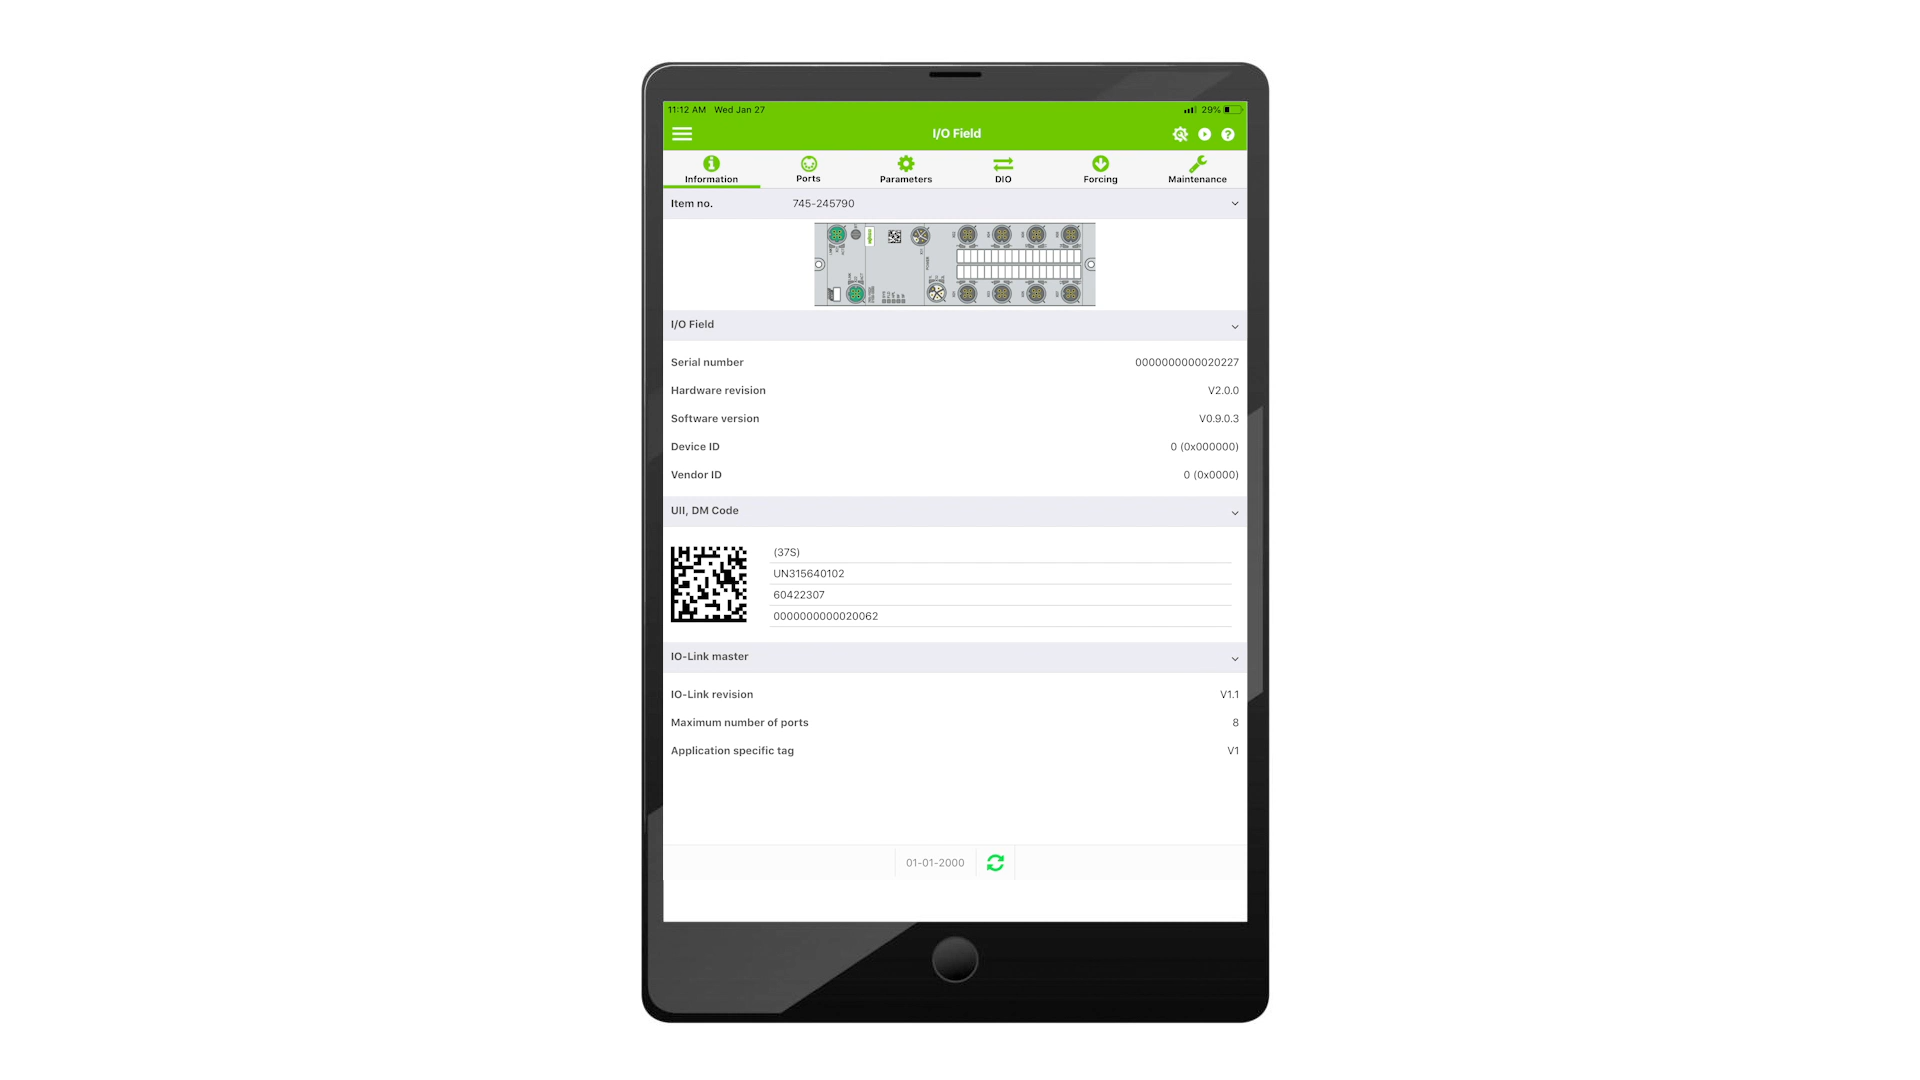 11:12 AM Wed Jan 27 29%
I/O Field
Information Ports Parameters DIO Forcing Maintenance
Item no. 745-245790
I/O Field
Serial number 0000000000020227
Hardware revision V2.0.0
Software version V0.9.0.3
Device ID 0 (0x000000)
Vendor ID 0 (0x0000)
UII, DM Code
(37S)
UN315640102
60422307
0000000000020062
IO-Link master
IO-Link revision V1.1
Maximum number of ports 8
Application specific tag V1
01-01-2000